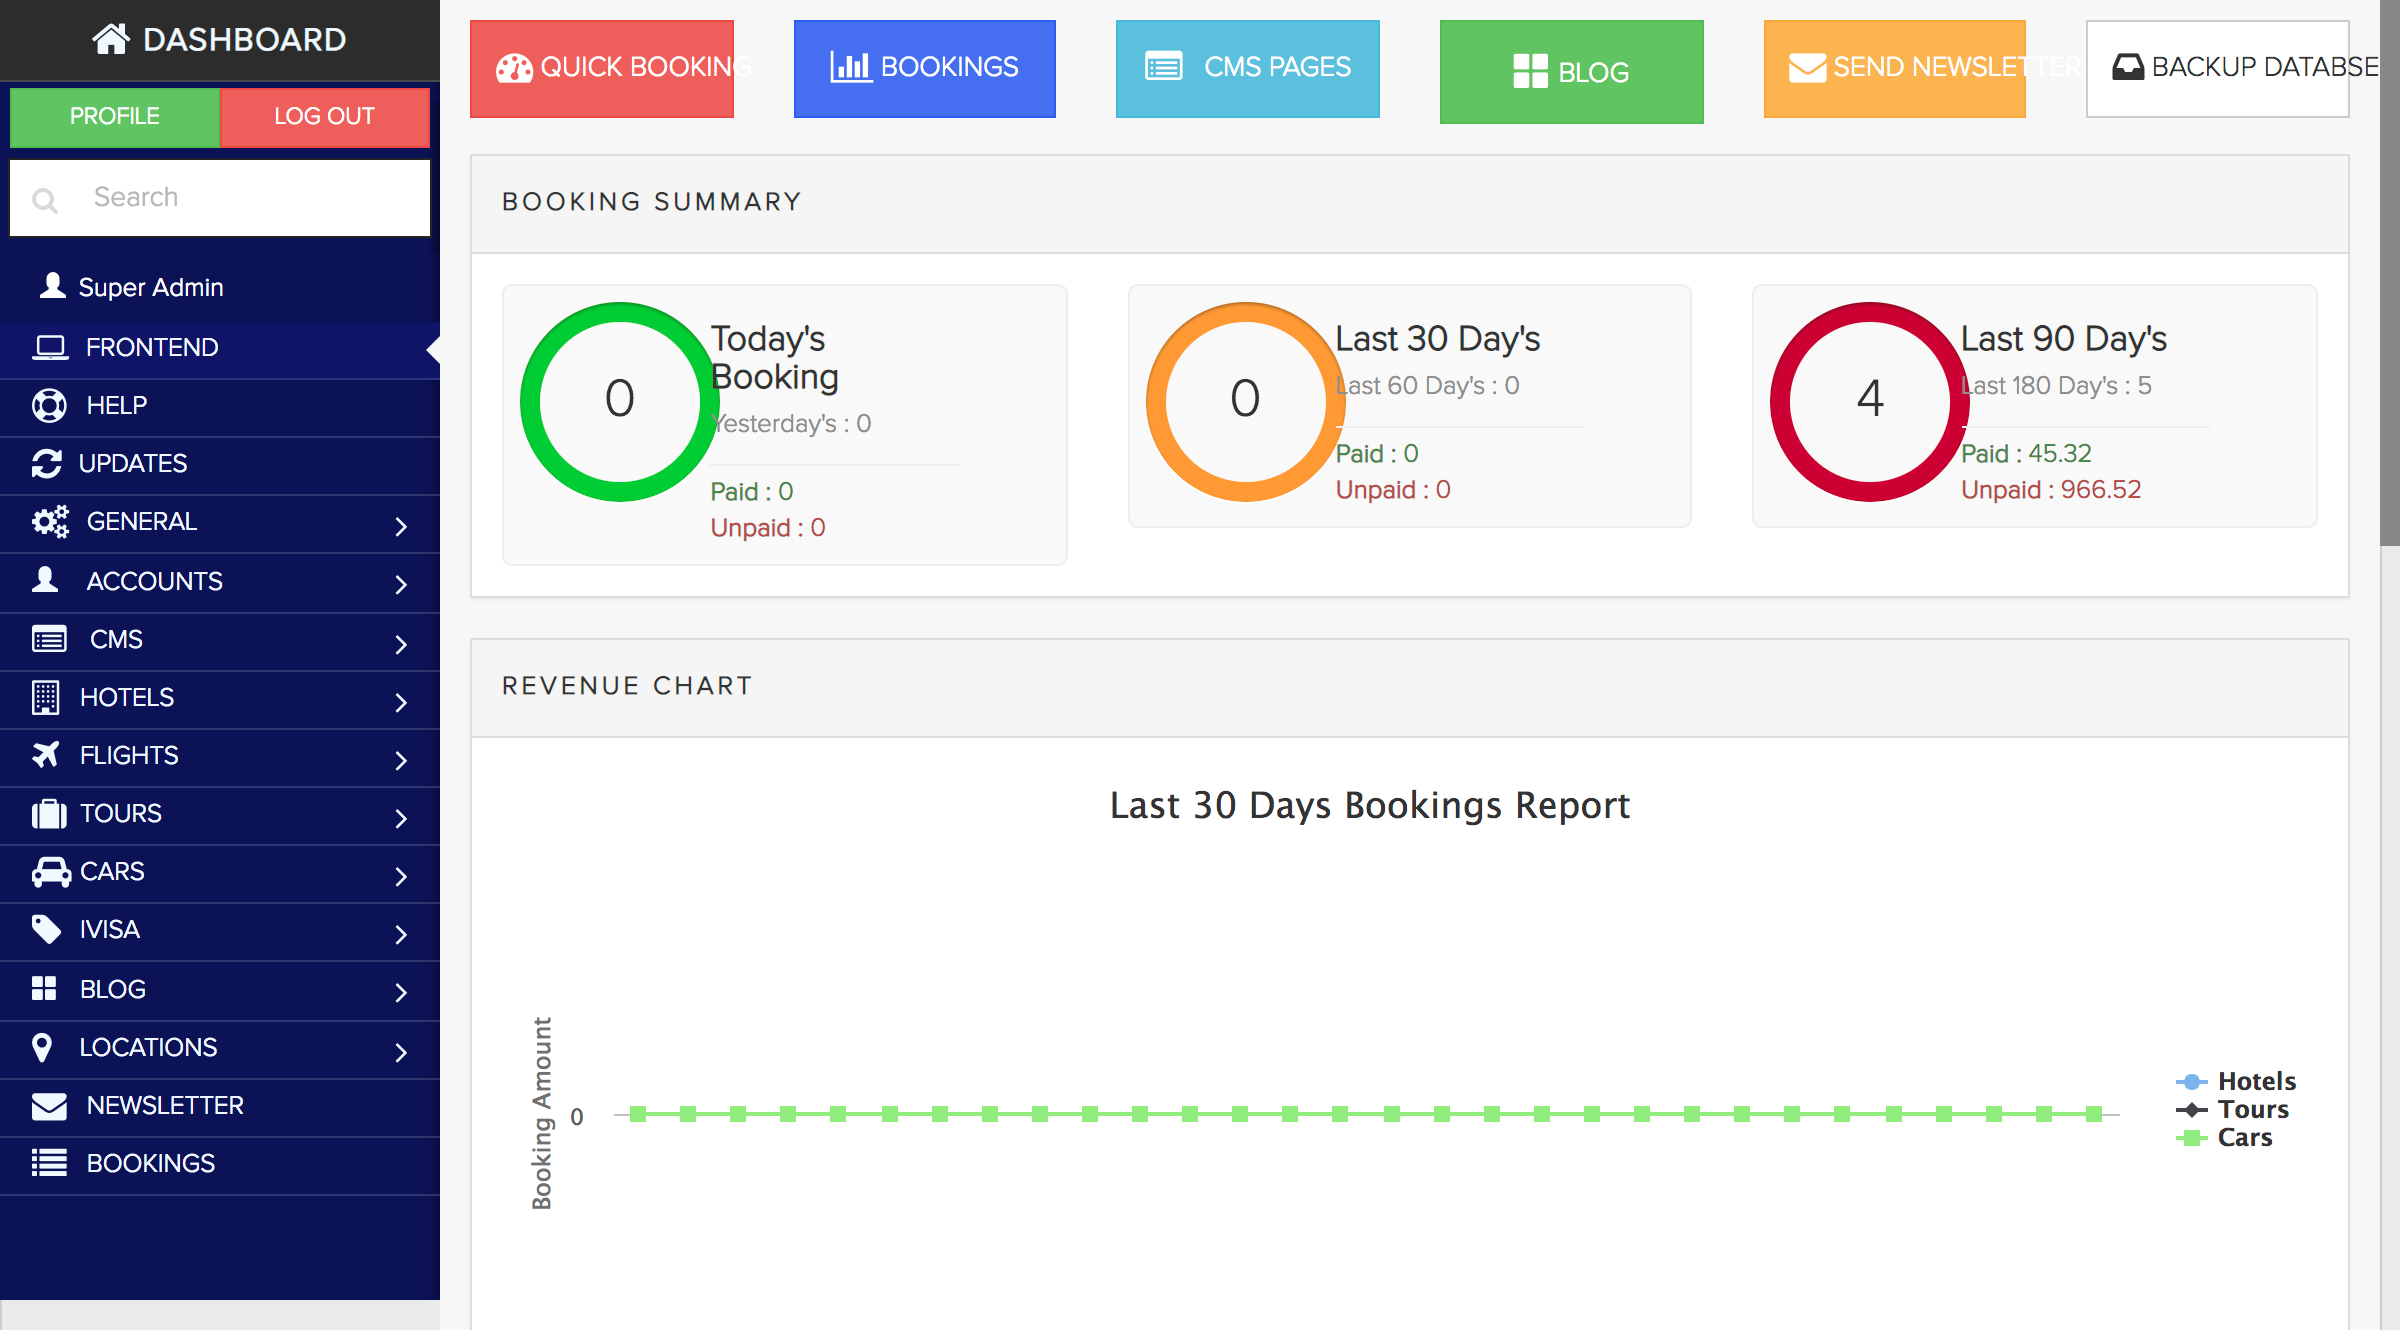 DASHBOARD
PROFILE
LOG OUT
Search
Super Admin
FRONTEND
HELP
UPDATES
GENERAL
ACCOUNTS
CMS
HOTELS
FLIGHTS
TOURS
CARS
IVISA
BLOG
LOCATIONS
NEWSLETTER
BOOKINGS
QUICK BOOKING
BOOKINGS
CMS PAGES
BLOG
SEND NEWSLETTER
BACKUP DATABSE
BOOKING SUMMARY
0
Today's
Booking
Yesterday's : 0
Paid : 0
Unpaid : 0
0
Last 30 Day's
Last 60 Day's : 0
Paid : 0
Unpaid : 0
4
Last 90 Day's
Last 180 Day's : 5
Paid : 45.32
Unpaid : 966.52
REVENUE CHART
Last 30 Days Bookings Report
Booking Amount
0
Hotels
Tours
Cars